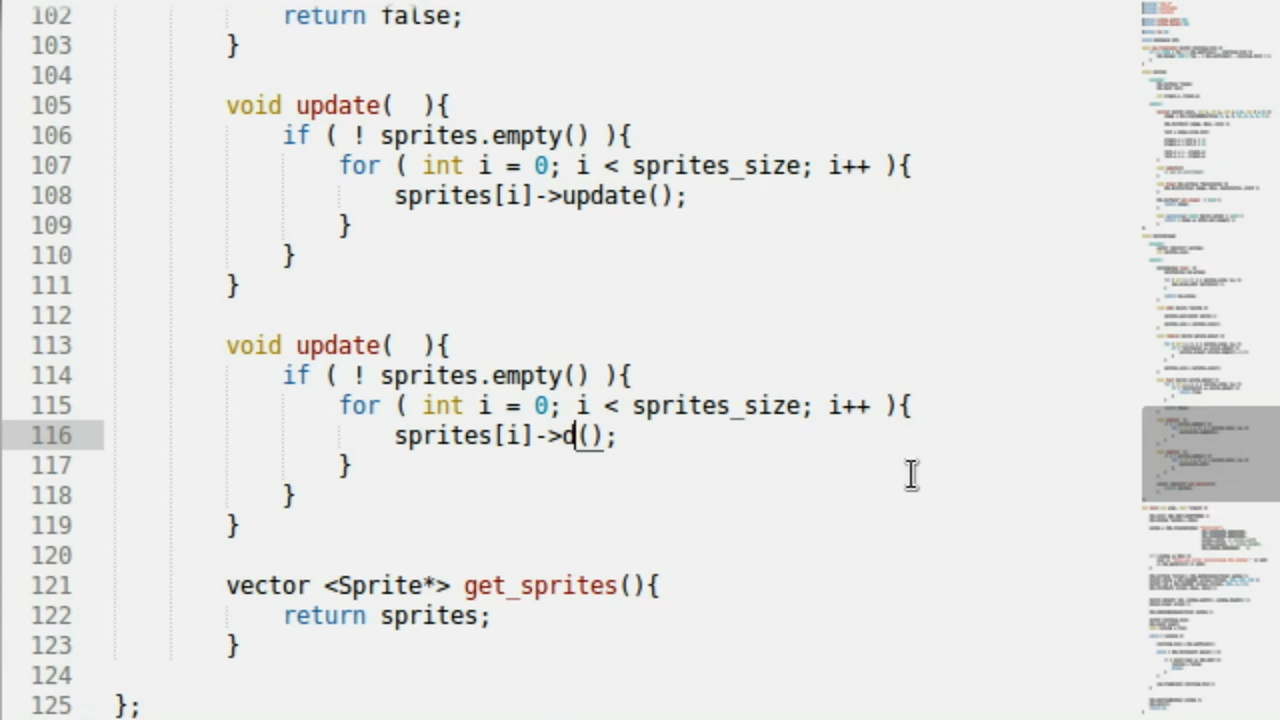 102 return false;
103 }
104
105 void update(  ){
106 if ( ! sprites.empty() ){
107 for ( int i = 0; i < sprites_size; i++ ){
108 sprites[i]->update();
109 }
110 }
111 }
112
113 void update(  ){
114 if ( ! sprites.empty() ){
115 for ( int i = 0; i < sprites_size; i++ ){
116 sprites[i]->d();
117 }
118 }
119 }
120
121 vector <Sprite*> get_sprites(){
122 return sprites;
123 }
124
125 };